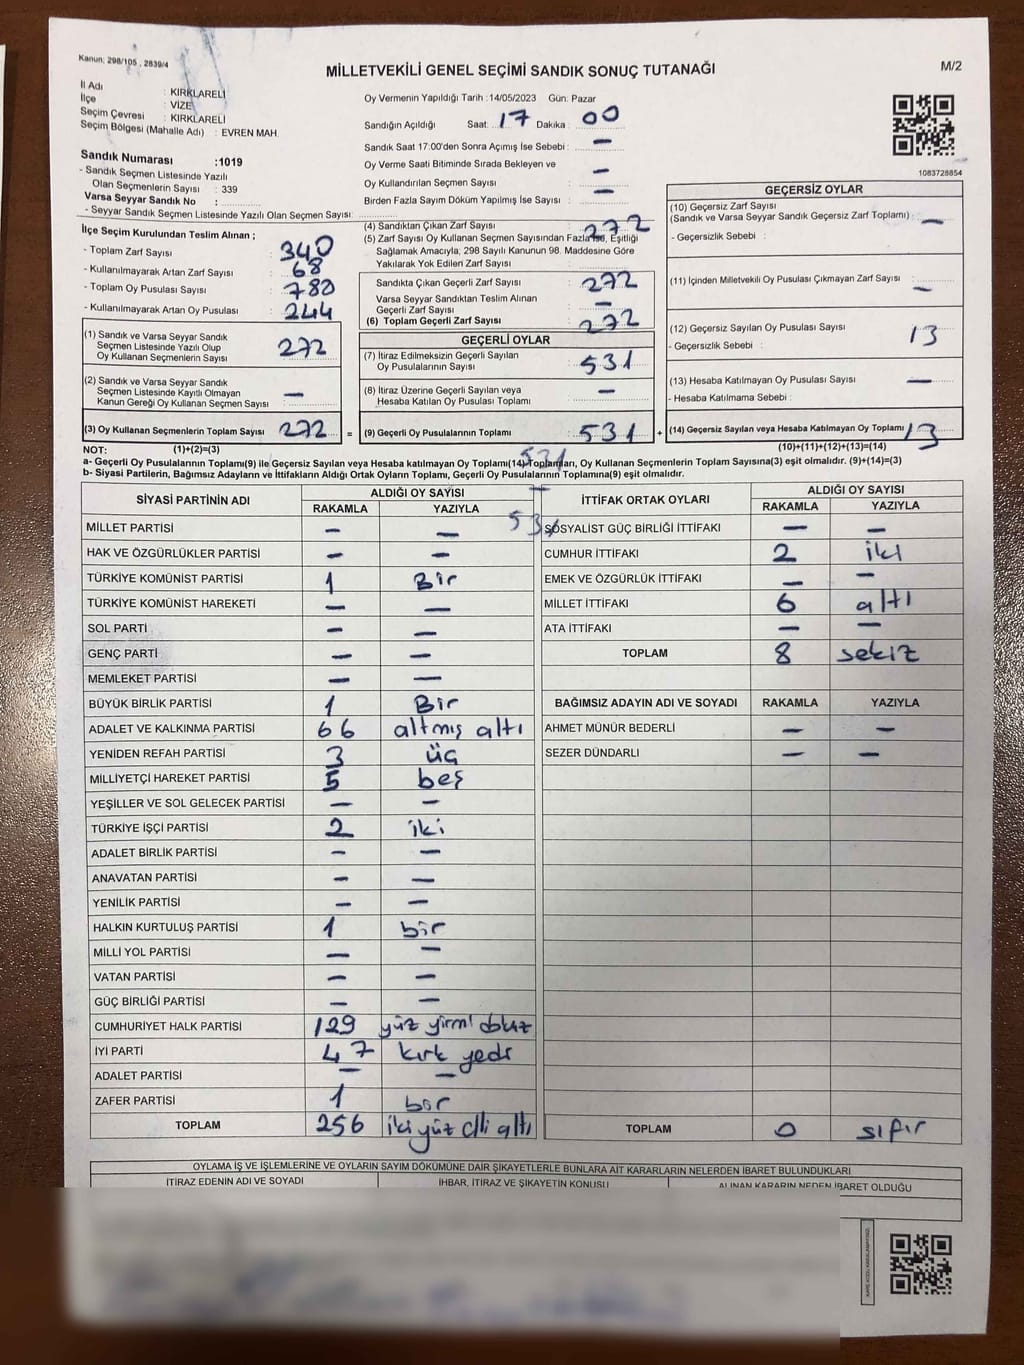 Kanun: 298/105 , 2839/4
MİLLETVEKİLİ GENEL SEÇİMİ SANDIK SONUÇ TUTANAĞI
M/2
İl Adı : KIRKLARELİ
İlçe : VİZE
Seçim Çevresi : KIRKLARELİ
Seçim Bölgesi (Mahalle Adı) : EVREN MAH.
Sandık Numarası :1019
- Sandık Seçmen Listesinde Yazılı
Olan Seçmenlerin Sayısı : 339
Varsa Seyyar Sandık No :
- Seyyar Sandık Seçmen Listesinde Yazılı Olan Seçmen Sayısı:
Oy Vermenin Yapıldığı Tarih :14/05/2023 Gün: Pazar
Sandığın Açıldığı Saat: 17 Dakika : 00
Sandık Saat 17:00'den Sonra Açımış İse Sebebi : —
Oy Verme Saati Bitiminde Sırada Bekleyen ve
Oy Kullandırılan Seçmen Sayısı : —
Birden Fazla Sayım Döküm Yapılmış İse Sayısı : —
1083728854
İlçe Seçim Kurulundan Teslim Alınan ;
- Toplam Zarf Sayısı : 340
- Kullanılmayarak Artan Zarf Sayısı : 68
- Toplam Oy Pusulası Sayısı : 780
- Kullanılmayarak Artan Oy Pusulası : 244
(1) Sandık ve Varsa Seyyar Sandık
Seçmen Listesinde Yazılı Olup
Oy Kullanan Seçmenlerin Sayısı : 272
(2) Sandık ve Varsa Seyyar Sandık
Seçmen Listesinde Kayıtlı Olmayan
Kanun Gereği Oy Kullanan Seçmen Sayısı : —
(3) Oy Kullanan Seçmenlerin Toplam Sayısı : 272 =
(4) Sandıktan Çıkan Zarf Sayısı : 272
(5) Zarf Sayısı Oy Kullanan Seçmen Sayısından Fazla İse, Eşitliği
Sağlamak Amacıyla; 298 Sayılı Kanunun 98. Maddesine Göre
Yakılarak Yok Edilen Zarf Sayısı :
Sandıkta Çıkan Geçerli Zarf Sayısı : 272
Varsa Seyyar Sandıktan Teslim Alınan
Geçerli Zarf Sayısı : —
(6) Toplam Geçerli Zarf Sayısı : 272
GEÇERLİ OYLAR
(7) İtiraz Edilmeksizin Geçerli Sayılan
Oy Pusulalarının Sayısı : 531
(8) İtiraz Üzerine Geçerli Sayılan veya
Hesaba Katılan Oy Pusulası Toplamı : —
(9) Geçerli Oy Pusulalarının Toplamı : 531 +
GEÇERSİZ OYLAR
(10) Geçersiz Zarf Sayısı
(Sandık ve Varsa Seyyar Sandık Geçersiz Zarf Toplamı) : —
- Geçersizlik Sebebi :
(11) İçinden Milletvekili Oy Pusulası Çıkmayan Zarf Sayısı : —
(12) Geçersiz Sayılan Oy Pusulası Sayısı : 13
- Geçersizlik Sebebi :
(13) Hesaba Katılmayan Oy Pusulası Sayısı : —
- Hesaba Katılmama Sebebi :
(14) Geçersiz Sayılan veya Hesaba Katılmayan Oy Toplamı : 13
NOT: (1)+(2)=(3) (10)+(11)+(12)+(13)=(14)
531
a- Geçerli Oy Pusulalarının Toplamı(9) ile Geçersiz Sayılan veya Hesaba katılmayan Oy Toplamı(14) Toplamları, Oy Kullanan Seçmenlerin Toplam Sayısına(3) eşit olmalıdır. (9)+(14)=(3)
b- Siyasi Partilerin, Bağımsız Adayların ve İttifakların Aldığı Ortak Oyların Toplamı, Geçerli Oy Pusulalarının Toplamına(9) eşit olmalıdır.
SİYASİ PARTİNİN ADI ALDIĞI OY SAYISI
RAKAMLA YAZIYLA
MİLLET PARTİSİ — —
HAK VE ÖZGÜRLÜKLER PARTİSİ — —
TÜRKİYE KOMÜNİST PARTİSİ 1 Bir
TÜRKİYE KOMÜNİST HAREKETİ — —
SOL PARTİ — —
GENÇ PARTİ — —
MEMLEKET PARTİSİ — —
BÜYÜK BİRLİK PARTİSİ 1 Bir
ADALET VE KALKINMA PARTİSİ 66 altmış altı
YENİDEN REFAH PARTİSİ 3 üç
MİLLİYETÇİ HAREKET PARTİSİ 5 beş
YEŞİLLER VE SOL GELECEK PARTİSİ — —
TÜRKİYE İŞÇİ PARTİSİ 2 iki
ADALET BİRLİK PARTİSİ — —
ANAVATAN PARTİSİ — —
YENİLİK PARTİSİ — —
HALKIN KURTULUŞ PARTİSİ 1 bir
MİLLİ YOL PARTİSİ — —
VATAN PARTİSİ — —
GÜÇ BİRLİĞİ PARTİSİ — —
CUMHURİYET HALK PARTİSİ 129 yüz yirmi dokuz
İYİ PARTİ 47 kırk yedi
ADALET PARTİSİ — —
ZAFER PARTİSİ 1 bir
TOPLAM 256 iki yüz elli altı
İTTİFAK ORTAK OYLARI ALDIĞI OY SAYISI
RAKAMLA YAZIYLA
SOSYALİST GÜÇ BİRLİĞİ İTTİFAKI — —
CUMHUR İTTİFAKI 2 iki
EMEK VE ÖZGÜRLÜK İTTİFAKI — —
MİLLET İTTİFAKI 6 altı
ATA İTTİFAKI — —
TOPLAM 8 sekiz
BAĞIMSIZ ADAYIN ADI VE SOYADI RAKAMLA YAZIYLA
AHMET MÜNÜR BEDERLİ — —
SEZER DÜNDARLI — —
TOPLAM 0 sıfır
OYLAMA İŞ VE İŞLEMLERİNE VE OYLARIN SAYIM DÖKÜMÜNE DAİR ŞİKAYETLERLE BUNLARA AİT KARARLARIN NELERDEN İBARET BULUNDUKLARI
İTİRAZ EDENİN ADI VE SOYADI İHBAR, İTİRAZ VE ŞİKAYETİN KONUSU ALINAN KARARIN NEDEN İBARET OLDUĞU